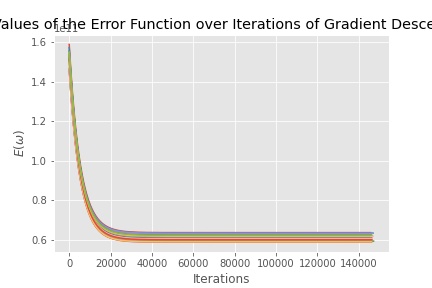 Values of the Error Function over Iterations of Gradient Desce
1e11
1.6
1.4
1.2
1.0
0.8
0.6
E(ω)
0 20000 40000 60000 80000 100000 120000 140000
Iterations